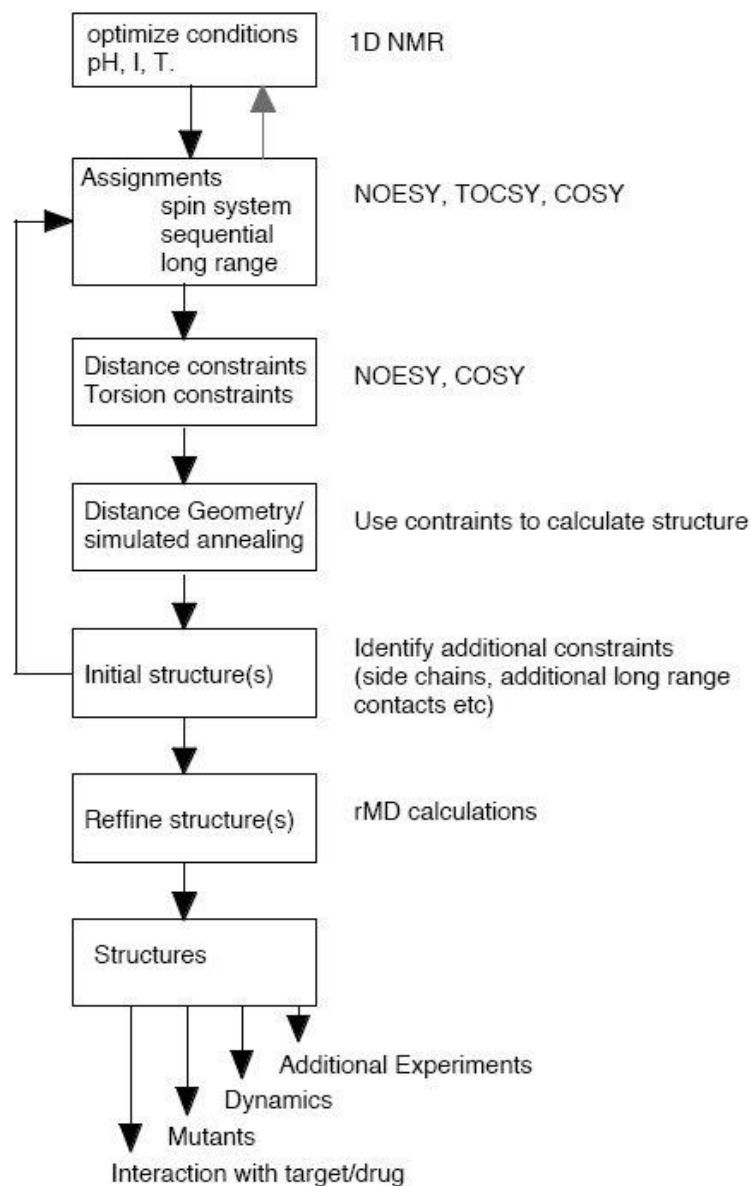 optimize conditions
pH, I, T.
1D NMR
Assignments
spin system
sequential
long range
NOESY, TOCSY, COSY
Distance constraints
Torsion constraints
NOESY, COSY
Distance Geometry/
simulated annealing
Use contraints to calculate structure
Initial structure(s)
Identify additional constraints
(side chains, additional long range
contacts etc)
Reffine structure(s)
rMD calculations
Structures
Additional Experiments
Dynamics
Mutants
Interaction with target/drug